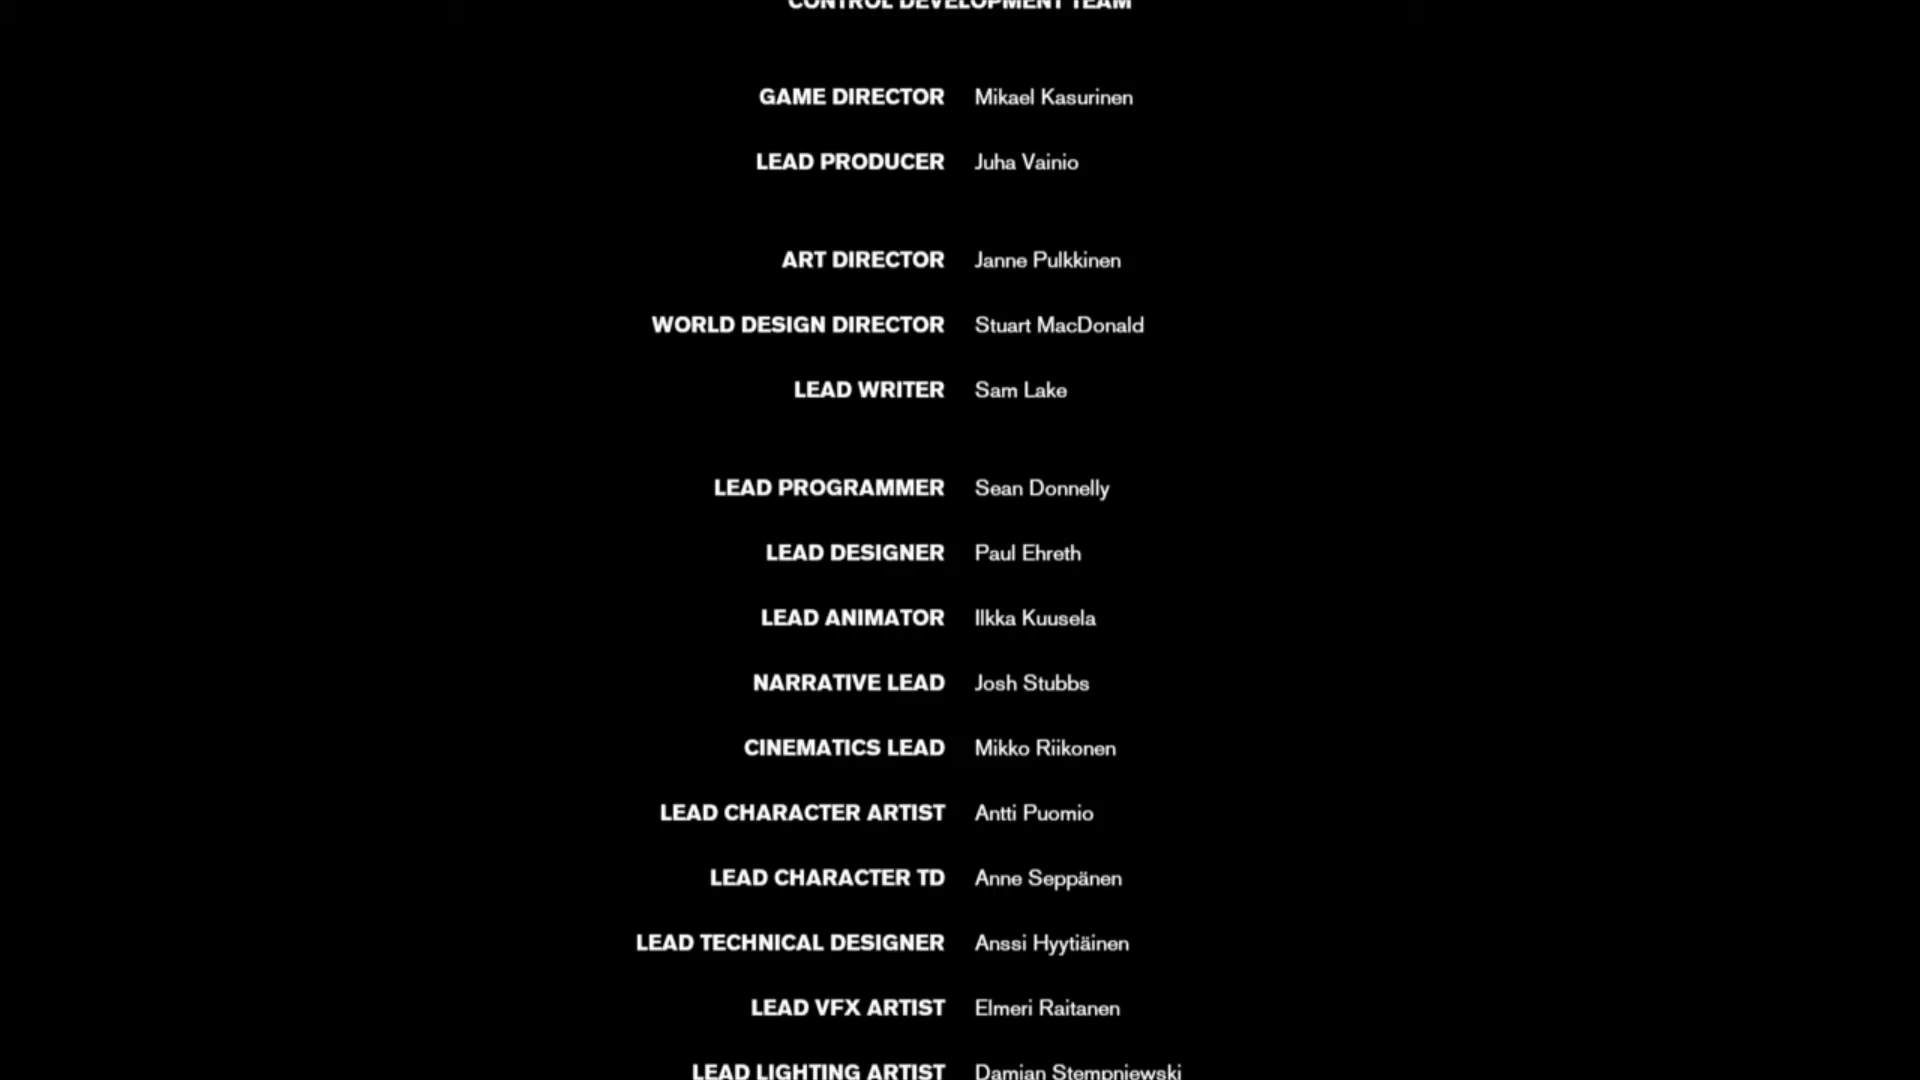 CONTROL DEVELOPMENT TEAM
GAME DIRECTOR Mikael Kasurinen
LEAD PRODUCER Juha Vainio
ART DIRECTOR Janne Pulkkinen
WORLD DESIGN DIRECTOR Stuart MacDonald
LEAD WRITER Sam Lake
LEAD PROGRAMMER Sean Donnelly
LEAD DESIGNER Paul Ehreth
LEAD ANIMATOR Ilkka Kuusela
NARRATIVE LEAD Josh Stubbs
CINEMATICS LEAD Mikko Riikonen
LEAD CHARACTER ARTIST Antti Puomio
LEAD CHARACTER TD Anne Seppänen
LEAD TECHNICAL DESIGNER Anssi Hyytiäinen
LEAD VFX ARTIST Elmeri Raitanen
LEAD LIGHTING ARTIST Damian Stempniewski